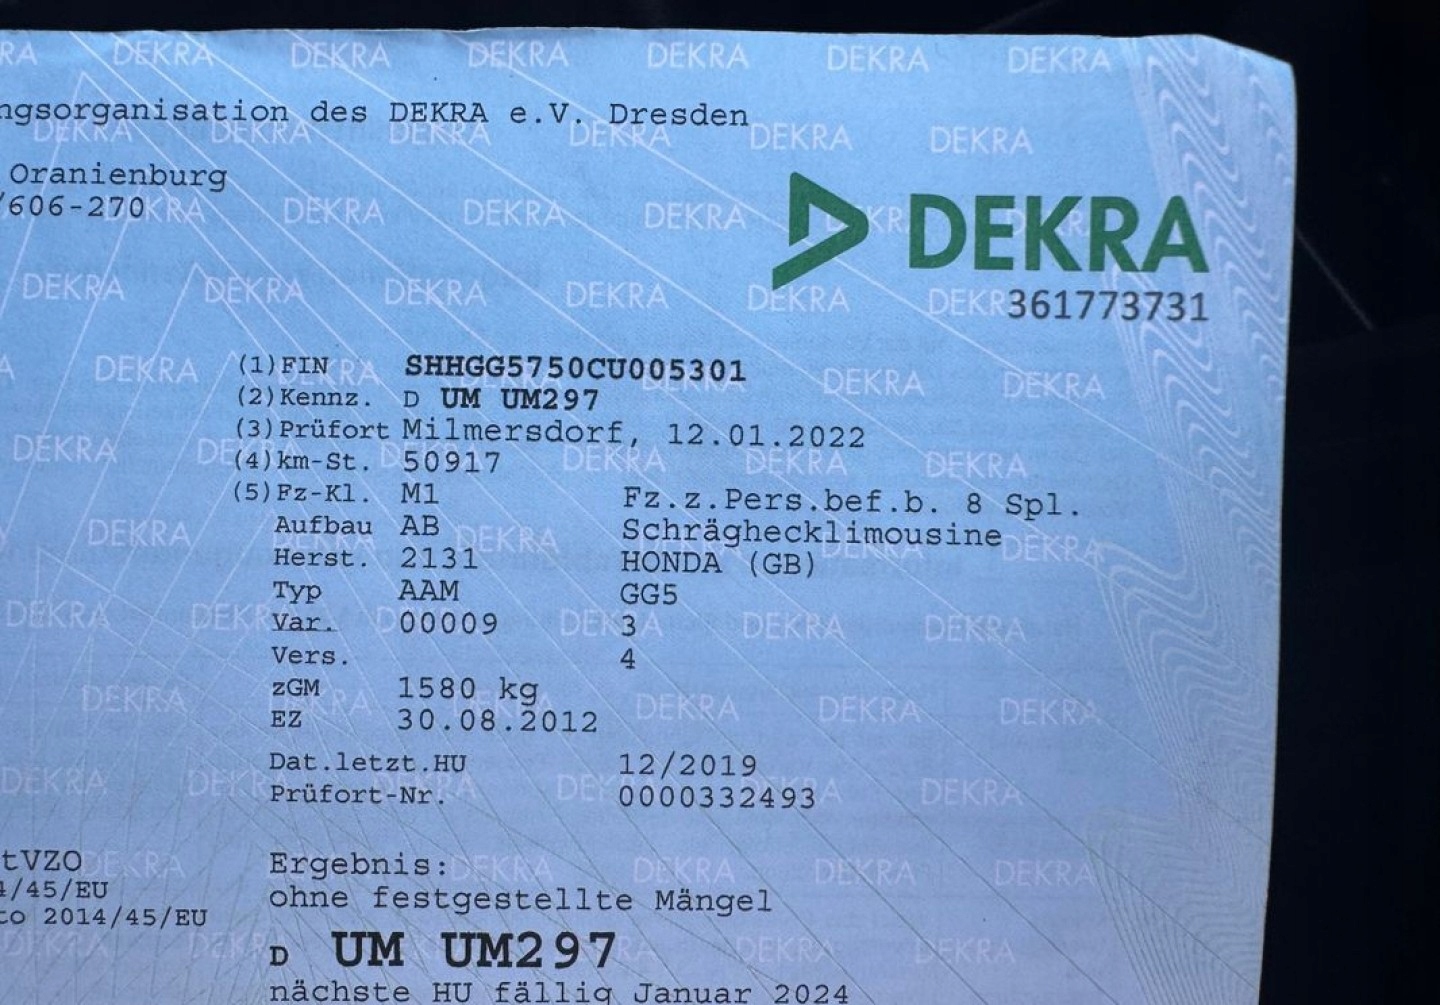 ngsorganisation des DEKRA e.V. Dresden
Oranienburg
/606-270
DEKRA
361773731
(1)FIN SHHGG5750CU005301
(2)Kennz. D UM UM297
(3)Prüfort Milmersdorf, 12.01.2022
(4)km-St. 50917
(5)Fz-Kl. M1 Fz.z.Pers.bef.b. 8 Spl.
Aufbau AB Schräghecklimousine
Herst. 2131 HONDA (GB)
Typ AAM GG5
Var. 00009 3
Vers. 4
zGM 1580 kg
EZ 30.08.2012
Dat.letzt.HU 12/2019
Prüfort-Nr. 0000332493
tVZO
4/45/EU
to 2014/45/EU
Ergebnis:
ohne festgestellte Mängel
D UM UM297
nächste HU fällig Januar 2024